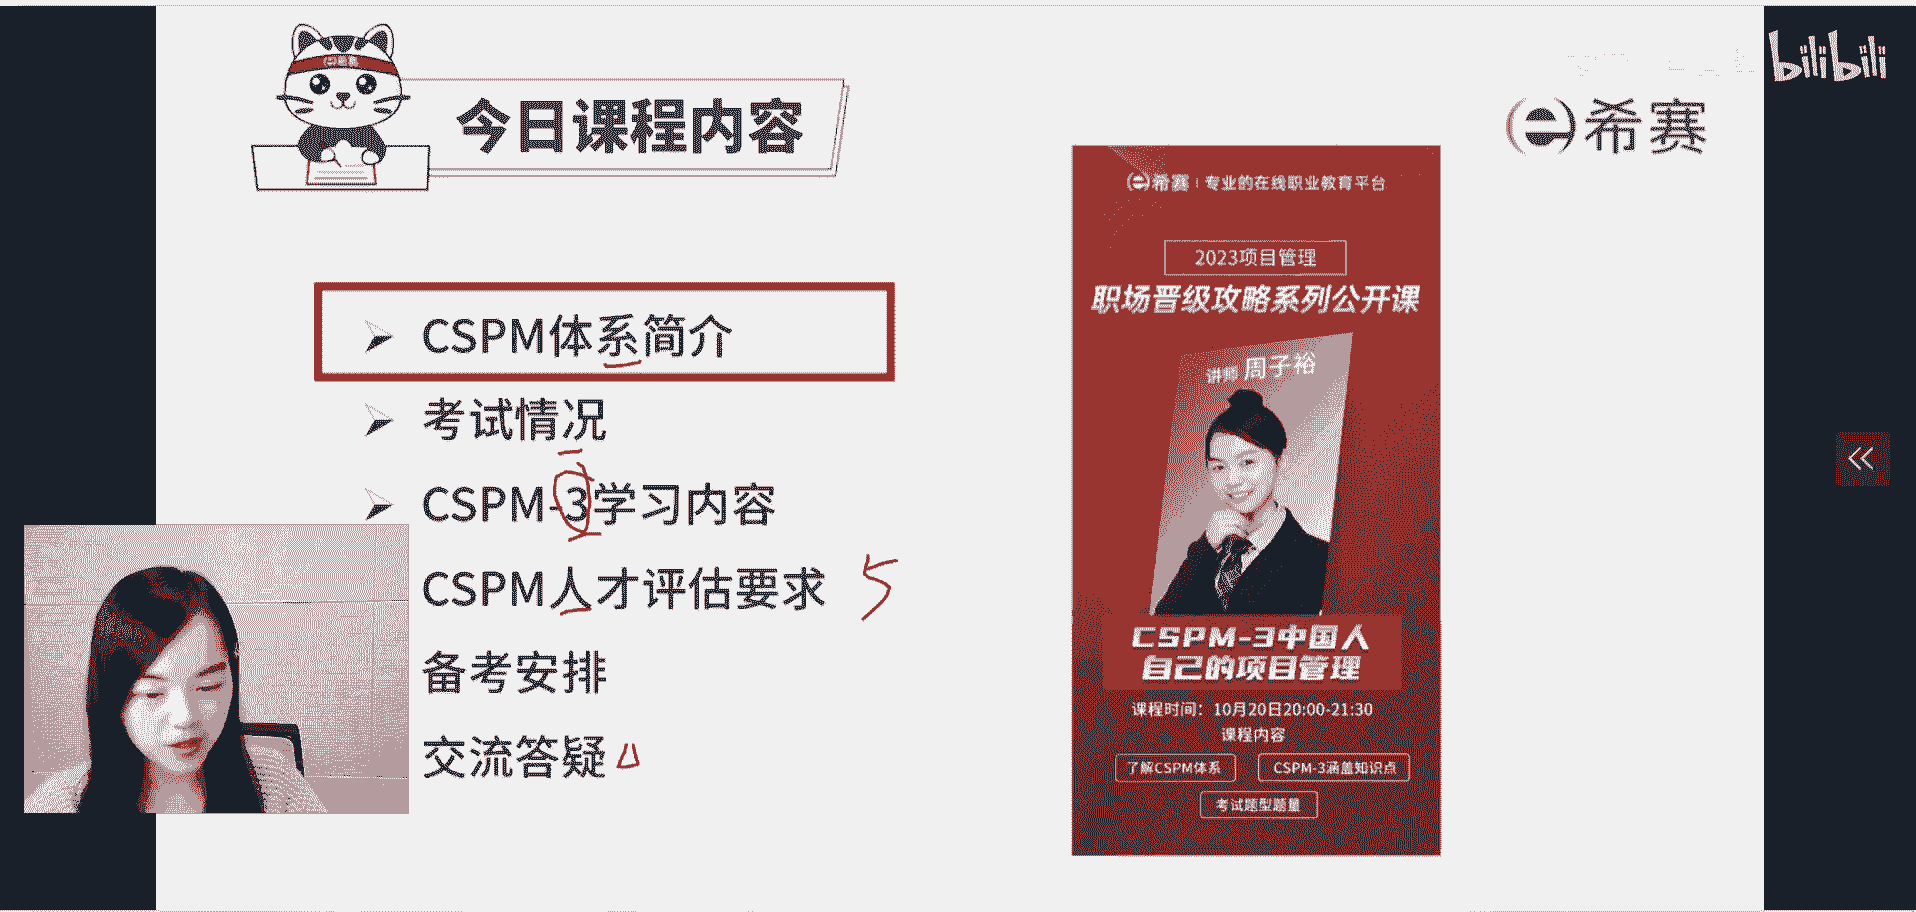 bilibili
今日课程内容
希赛
CSPM体系简介
考试情况
CSPM-3学习内容
CSPM人才评估要求 5
备考安排
交流答疑
希赛 | 专业的在线职业教育平台
2023项目管理
职场晋级攻略系列公开课
讲师 周子裕
CSPM-3中国人
自己的项目管理
课程时间：10月20日20:00-21:30
课程内容
了解CSPM体系
CSPM-3涵盖知识点
考试题型题量